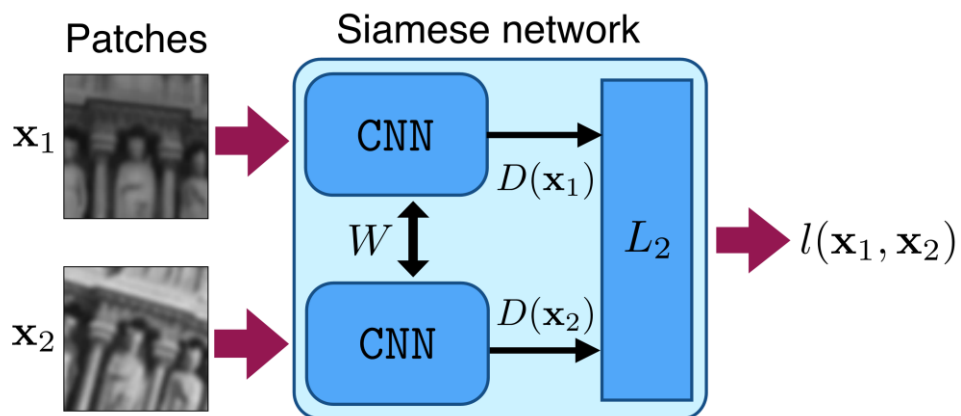 Patches
Siamese network
x₁
CNN
D(x₁)
W
L₂
l(x₁, x₂)
x₂
CNN
D(x₂)